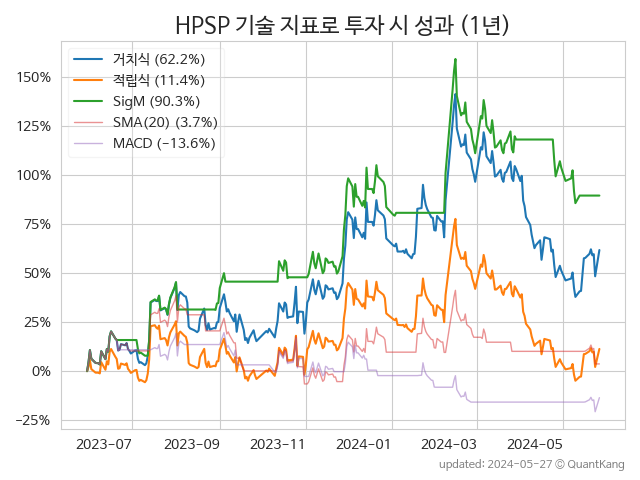 HPSP 기술 지표로 투자 시 성과 (1년)
거치식 (62.2%)
적립식 (11.4%)
SigM (90.3%)
SMA(20) (3.7%)
MACD (−13.6%)
150%
125%
100%
75%
50%
25%
0%
−25%
2023-07 2023-09 2023-11 2024-01 2024-03 2024-05
updated: 2024-05-27 © QuantKang